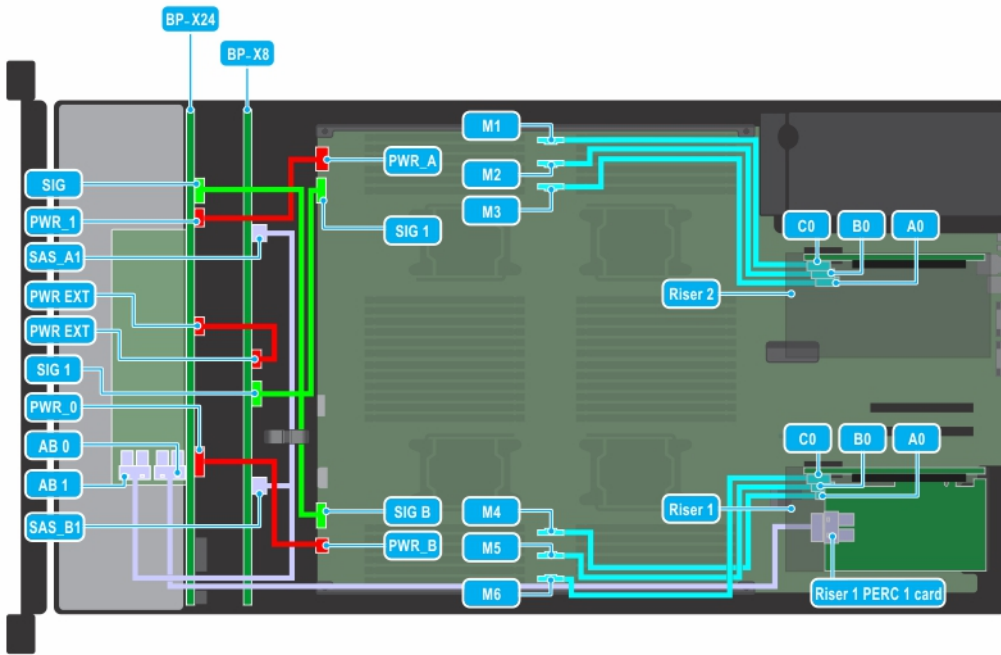 BP-X24
BP-X8
SIG
PWR_1
SAS_A1
PWR EXT
PWR EXT
SIG 1
PWR_0
AB 0
AB 1
SAS_B1
PWR_A
SIG 1
SIG B
PWR_B
M1
M2
M3
M4
M5
M6
C0
B0
A0
Riser 2
C0
B0
A0
Riser 1
Riser 1 PERC 1 card